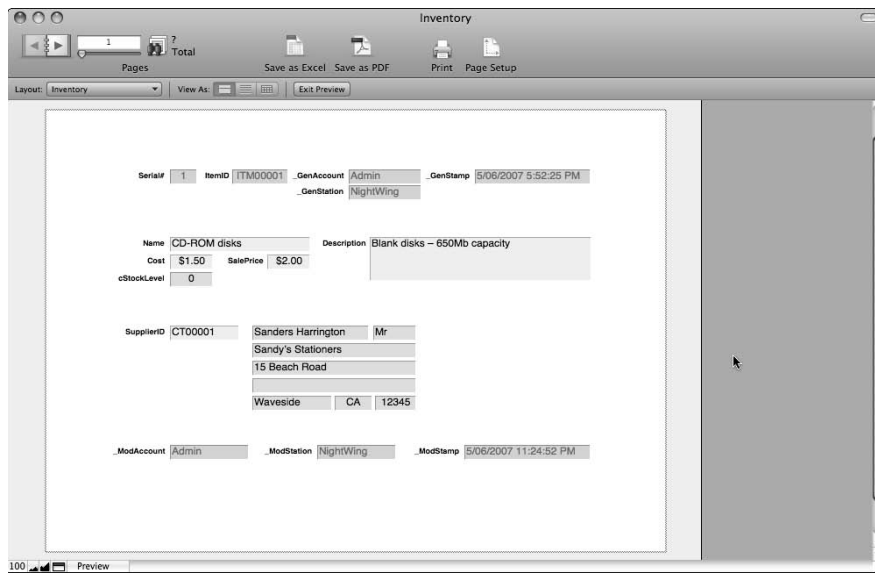 Inventory
1
?
Total
Pages
Save as Excel Save as PDF
Print Page Setup
Layout: Inventory View As: Exit Preview
Serial# 1 ItemID ITM00001 _GenAccount Admin _GenStamp 5/06/2007 5:52:25 PM
_GenStation NightWing
Name CD-ROM disks Description Blank disks – 650Mb capacity
Cost $1.50 SalePrice $2.00
cStockLevel 0
SupplierID CT00001 Sanders Harrington Mr
Sandy's Stationers
15 Beach Road
Waveside CA 12345
_ModAccount Admin _ModStation NightWing _ModStamp 5/06/2007 11:24:52 PM
100 Preview